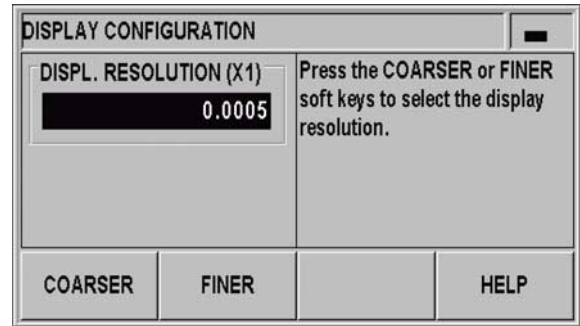 DISPLAY CONFIGURATION
DISPL. RESOLUTION (X1)
0.0005
Press the COARSER or FINER
soft keys to select the display
resolution.
COARSER
FINER
HELP